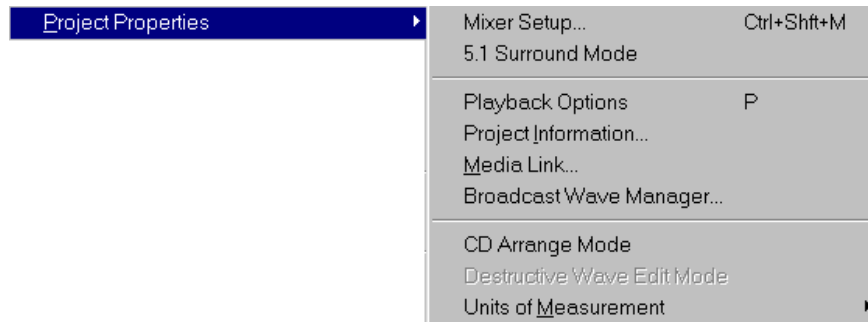 Project Properties
Mixer Setup... Ctrl+Shft+M
5.1 Surround Mode
Playback Options P
Project Information...
Media Link...
Broadcast Wave Manager...
CD Arrange Mode
Destructive Wave Edit Mode
Units of Measurement